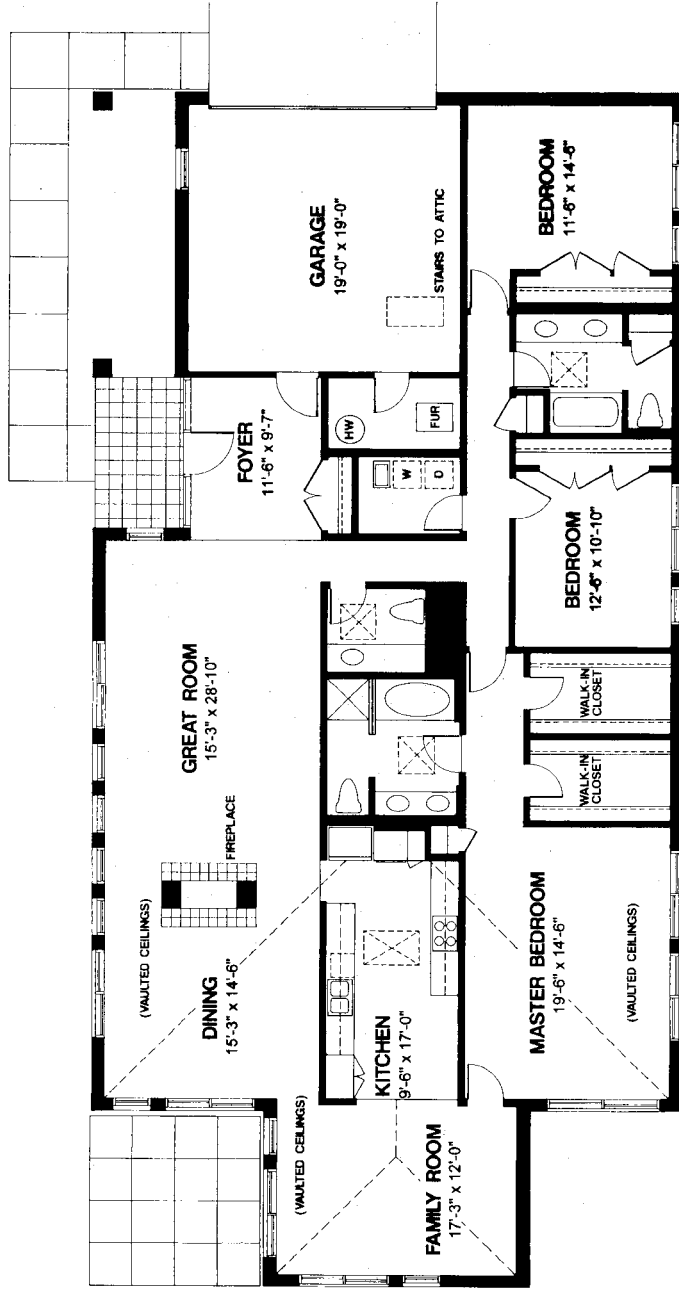 GARAGE
19'-0" x 19'-0"
STAIRS TO ATTIC
BEDROOM
11'-6" x 14'-6"
FOYER
11'-6" x 9'-7"
HW
FUR
W
D
BEDROOM
12'-6" x 10'-10"
GREAT ROOM
15'-3" x 28'-10"
FIREPLACE
WALK-IN
CLOSET
WALK-IN
CLOSET
(VAULTED CEILINGS)
DINING
15'-3" x 14'-6"
KITCHEN
9'-6" x 17'-0"
MASTER BEDROOM
19'-6" x 14'-6"
(VAULTED CEILINGS)
(VAULTED CEILINGS)
FAMILY ROOM
17'-3" x 12'-0"